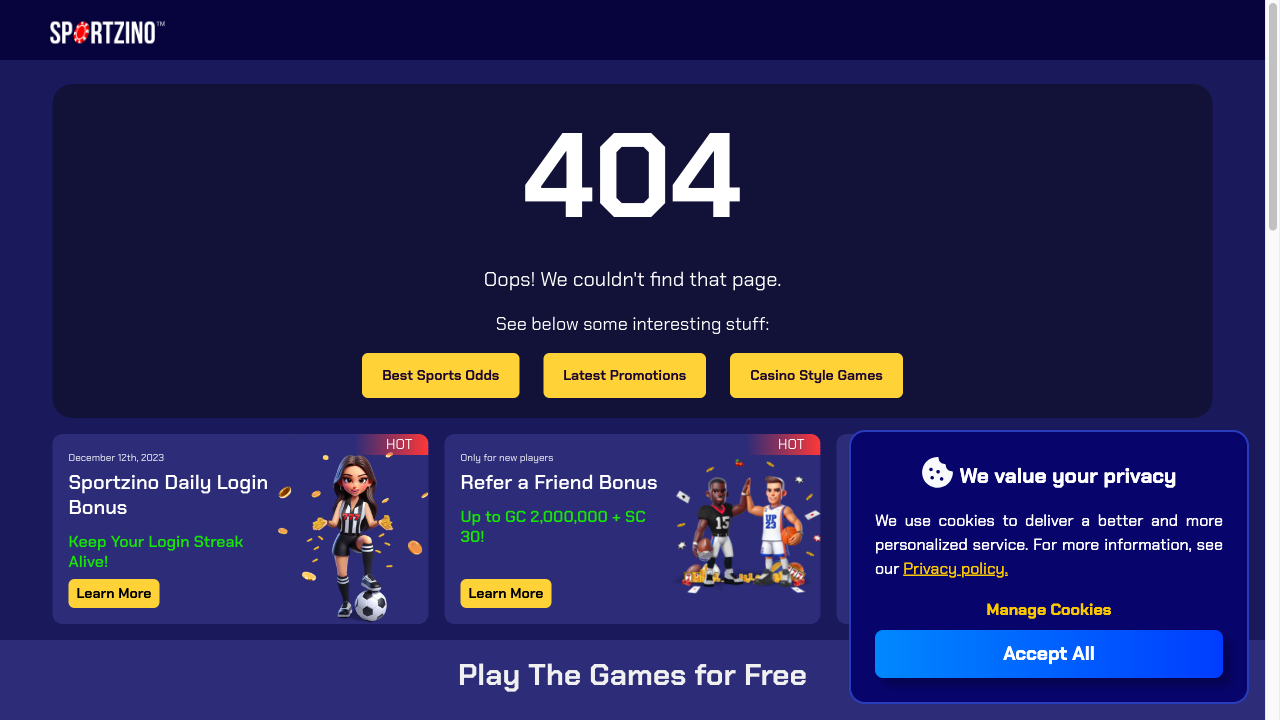 SPORTZINO™
404
Oops! We couldn't find that page.
See below some interesting stuff:
Best Sports Odds
Latest Promotions
Casino Style Games
HOT
December 12th, 2023
Sportzino Daily Login
Bonus
Keep Your Login Streak
Alive!
Learn More
HOT
Only for new players
Refer a Friend Bonus
Up to GC 2,000,000 + SC
30!
Learn More
15
UP
23
We value your privacy
We use cookies to deliver a better and more
personalized service. For more information, see
our Privacy policy.
Manage Cookies
Accept All
Play The Games for Free